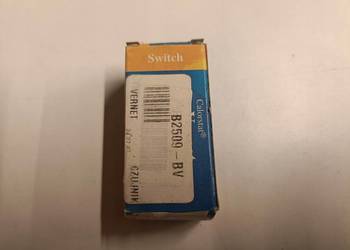 Switch
Calorstat®
B2509-BV
VERNET
CZUJNIK